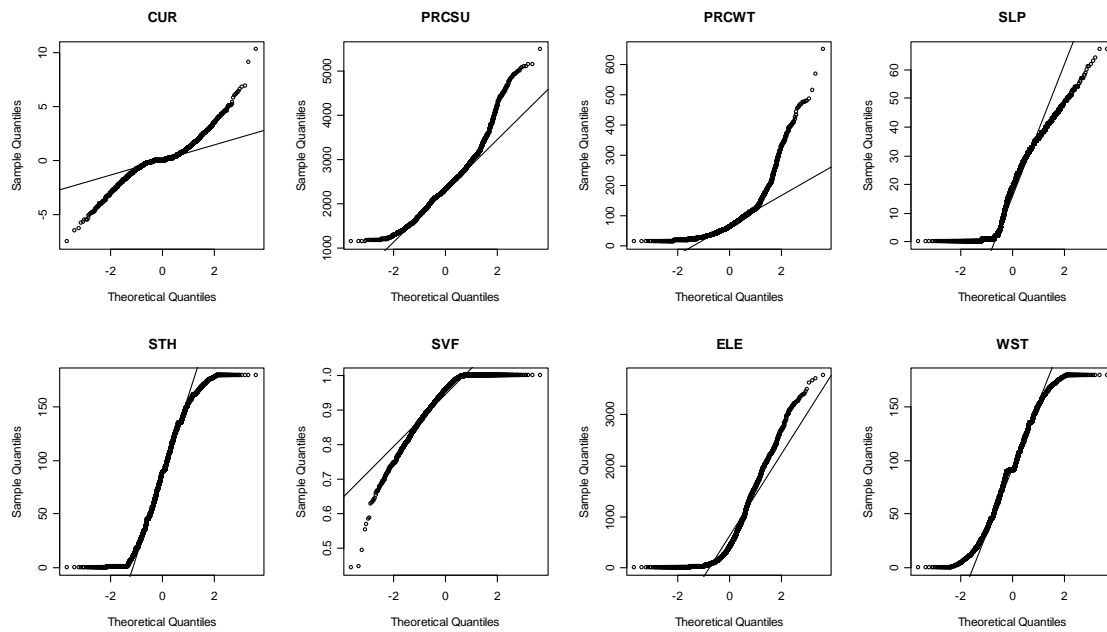 CUR
PRCSU
PRCWT
SLP
Sample Quantiles
-5 0 5 10
-2 0 2
Theoretical Quantiles
Sample Quantiles
1000 2000 3000 4000 5000
-2 0 2
Theoretical Quantiles
Sample Quantiles
0 100 200 300 400 500 600
-2 0 2
Theoretical Quantiles
Sample Quantiles
0 10 20 30 40 50 60
-2 0 2
Theoretical Quantiles
STH
SVF
ELE
WST
Sample Quantiles
0 50 100 150
-2 0 2
Theoretical Quantiles
Sample Quantiles
0.5 0.6 0.7 0.8 0.9 1.0
-2 0 2
Theoretical Quantiles
Sample Quantiles
0 1000 2000 3000
-2 0 2
Theoretical Quantiles
Sample Quantiles
0 50 100 150
-2 0 2
Theoretical Quantiles